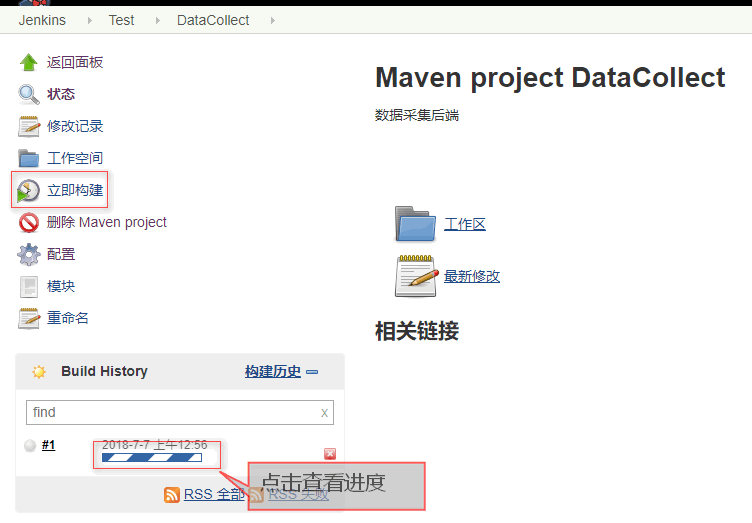 Jenkins Test DataCollect
返回面板
状态
修改记录
工作空间
立即构建
删除 Maven project
配置
模块
重命名
Maven project DataCollect
数据采集后端
工作区
最新修改
相关链接
Build History 构建历史
find x
#1 2018-7-7 上午12:56
点击查看进度
RSS 全部 RSS 失败